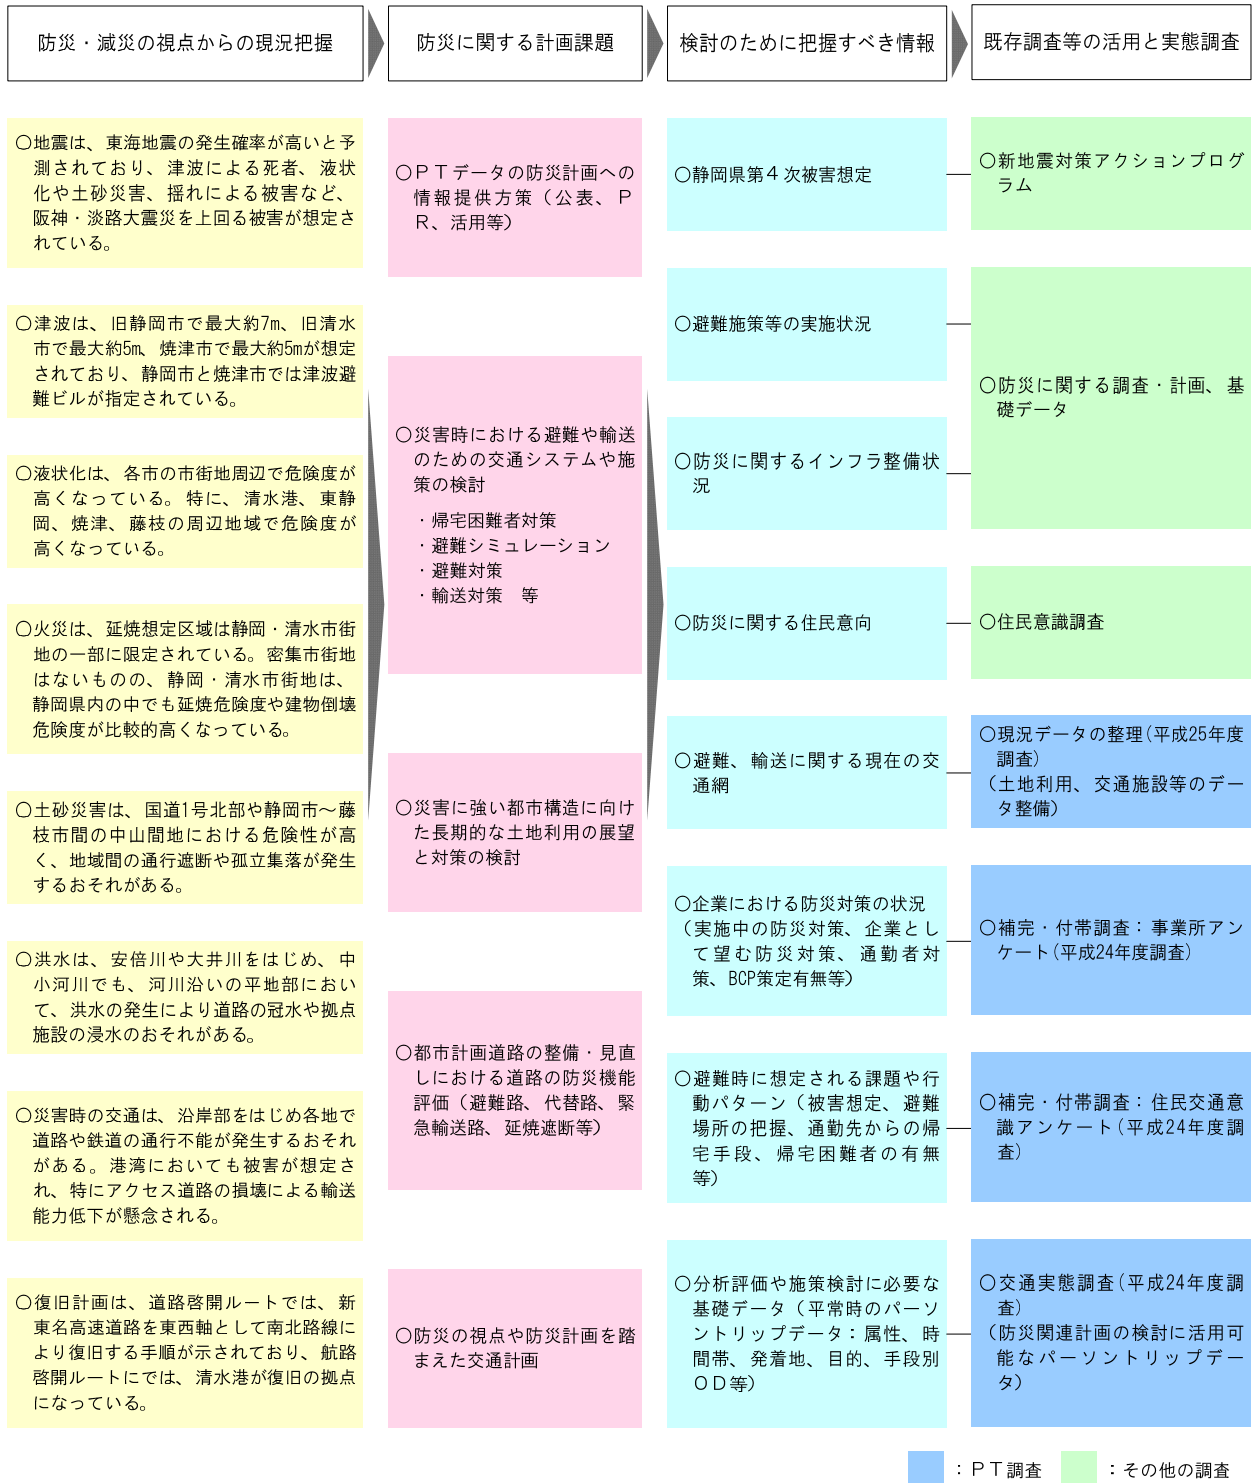 防災・減災の視点からの現況把握
防災に関する計画課題
検討のために把握すべき情報
既存調査等の活用と実態調査
○地震は、東海地震の発生確率が高いと予
測されており、津波による死者、液状
化や土砂災害、揺れによる被害など、
阪神・淡路大震災を上回る被害が想定さ
れている。
○津波は、旧静岡市で最大約7m、旧清水
市で最大約5m、焼津市で最大約5mが想定
されており、静岡市と焼津市では津波避
難ビルが指定されている。
○液状化は、各市の市街地周辺で危険度が
高くなっている。特に、清水港、東静
岡、焼津、藤枝の周辺地域で危険度が
高くなっている。
○火災は、延焼想定区域は静岡・清水市街
地の一部に限定されている。密集市街地
はないものの、静岡・清水市街地は、
静岡県内の中でも延焼危険度や建物倒壊
危険度が比較的高くなっている。
○土砂災害は、国道1号北部や静岡市～藤
枝市間の中山間地における危険性が高
く、地域間の通行遮断や孤立集落が発生
するおそれがある。
○洪水は、安倍川や大井川をはじめ、中
小河川でも、河川沿いの平地部におい
て、洪水の発生により道路の冠水や拠点
施設の浸水のおそれがある。
○災害時の交通は、沿岸部をはじめ各地で
道路や鉄道の通行不能が発生するおそれ
がある。港湾においても被害が想定さ
れ、特にアクセス道路の損壊による輸送
能力低下が懸念される。
○復旧計画は、道路啓開ルートでは、新
東名高速道路を東西軸として南北路線に
より復旧する手順が示されており、航路
啓開ルートにでは、清水港が復旧の拠点
になっている。
○ＰＴデータの防災計画への
情報提供方策（公表、Ｐ
Ｒ、活用等）
○災害時における避難や輸送
のための交通システムや施
策の検討
・帰宅困難者対策
・避難シミュレーション
・避難対策
・輸送対策　等
○災害に強い都市構造に向け
た長期的な土地利用の展望
と対策の検討
○都市計画道路の整備・見直
しにおける道路の防災機能
評価（避難路、代替路、緊
急輸送路、延焼遮断等）
○防災の視点や防災計画を踏
まえた交通計画
○静岡県第４次被害想定
○避難施策等の実施状況
○防災に関するインフラ整備状
況
○防災に関する住民意向
○避難、輸送に関する現在の交
通網
○企業における防災対策の状況
（実施中の防災対策、企業とし
て望む防災対策、通勤者対
策、BCP策定有無等）
○避難時に想定される課題や行
動パターン（被害想定、避難
場所の把握、通勤先からの帰
宅手段、帰宅困難者の有無
等）
○分析評価や施策検討に必要な
基礎データ（平常時のパーソ
ントリップデータ：属性、時
間帯、発着地、目的、手段別
ＯＤ等）
○新地震対策アクションプログ
ラム
○防災に関する調査・計画、基
礎データ
○住民意識調査
○現況データの整理（平成25年度
調査）
（土地利用、交通施設等のデー
タ整備）
○補完・付帯調査：事業所アン
ケート（平成24年度調査）
○補完・付帯調査：住民交通意
識アンケート（平成24年度調
査）
○交通実態調査（平成24年度調
査）
（防災関連計画の検討に活用可
能なパーソントリップデー
タ）
：ＰＴ調査
：その他の調査